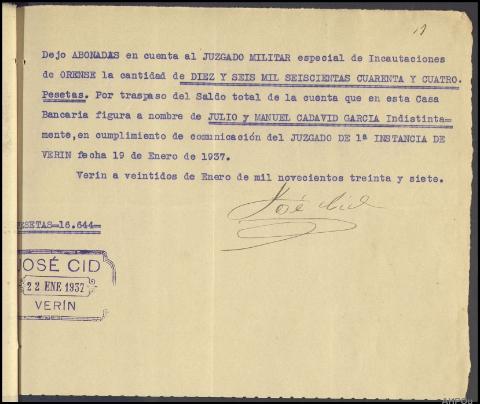 Dejo ABONADAS en cuenta al JUZGADO MILITAR especial de Incautaciones
de ORENSE la cantidad de DIEZ Y SEIS MIL SEISCIENTAS CUARENTA Y CUATRO.
Pesetas. Por traspaso del Saldo total de la cuenta que en esta Casa
Bancaria figura a nombre de JULIO y MANUEL CADAVID GARCIA Indistinta=
mente,en cumplimiento de comunicación del JUZGADO DE 1ª INSTANCIA DE
VERIN fecha 19 de Enero de 1937.
Verin a veintidos de Enero de mil novecientos treinta y siete.
José Cid
PESETAS=16.644=
JOSÉ CID
22 ENE 1937
VERÍN